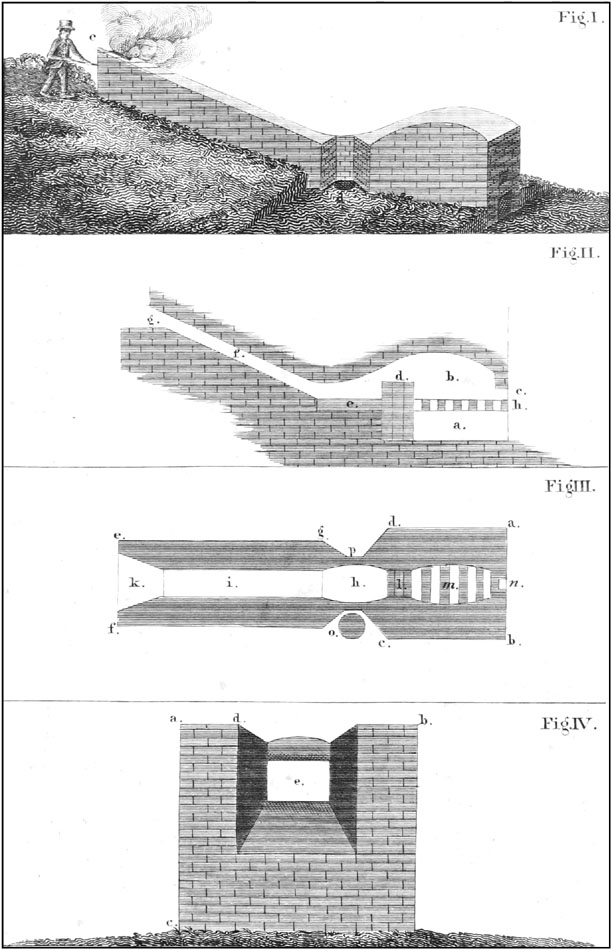 Fig. I.
e
Fig. II.
g.
f.
d.
b.
c.
e.
h.
a.
Fig III.
e.
g.
d.
a.
p
k.
i.
h.
l.
m.
n.
f.
o.
c.
b.
Fig. IV.
a.
d.
b.
e.
c.